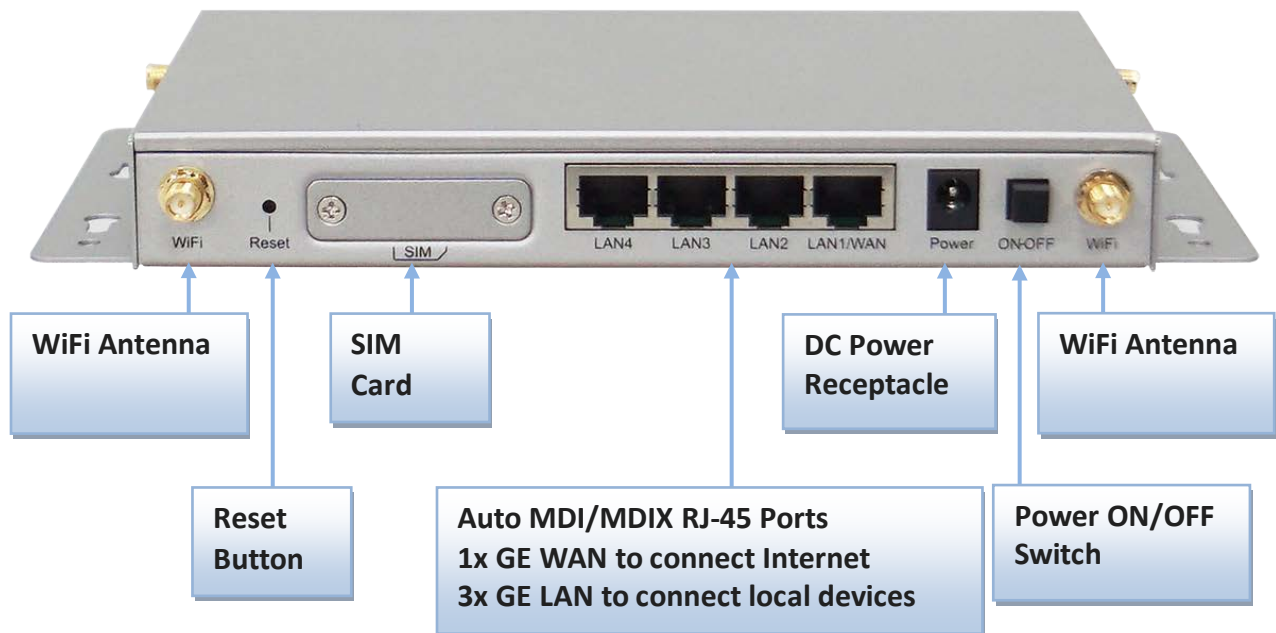 WiFi
Reset
SIM
LAN4
LAN3
LAN2
LAN1/WAN
Power
ON-OFF
WiFi
WiFi Antenna
SIM
Card
DC Power
Receptacle
WiFi Antenna
Reset
Button
Auto MDI/MDIX RJ-45 Ports
1x GE WAN to connect Internet
3x GE LAN to connect local devices
Power ON/OFF
Switch